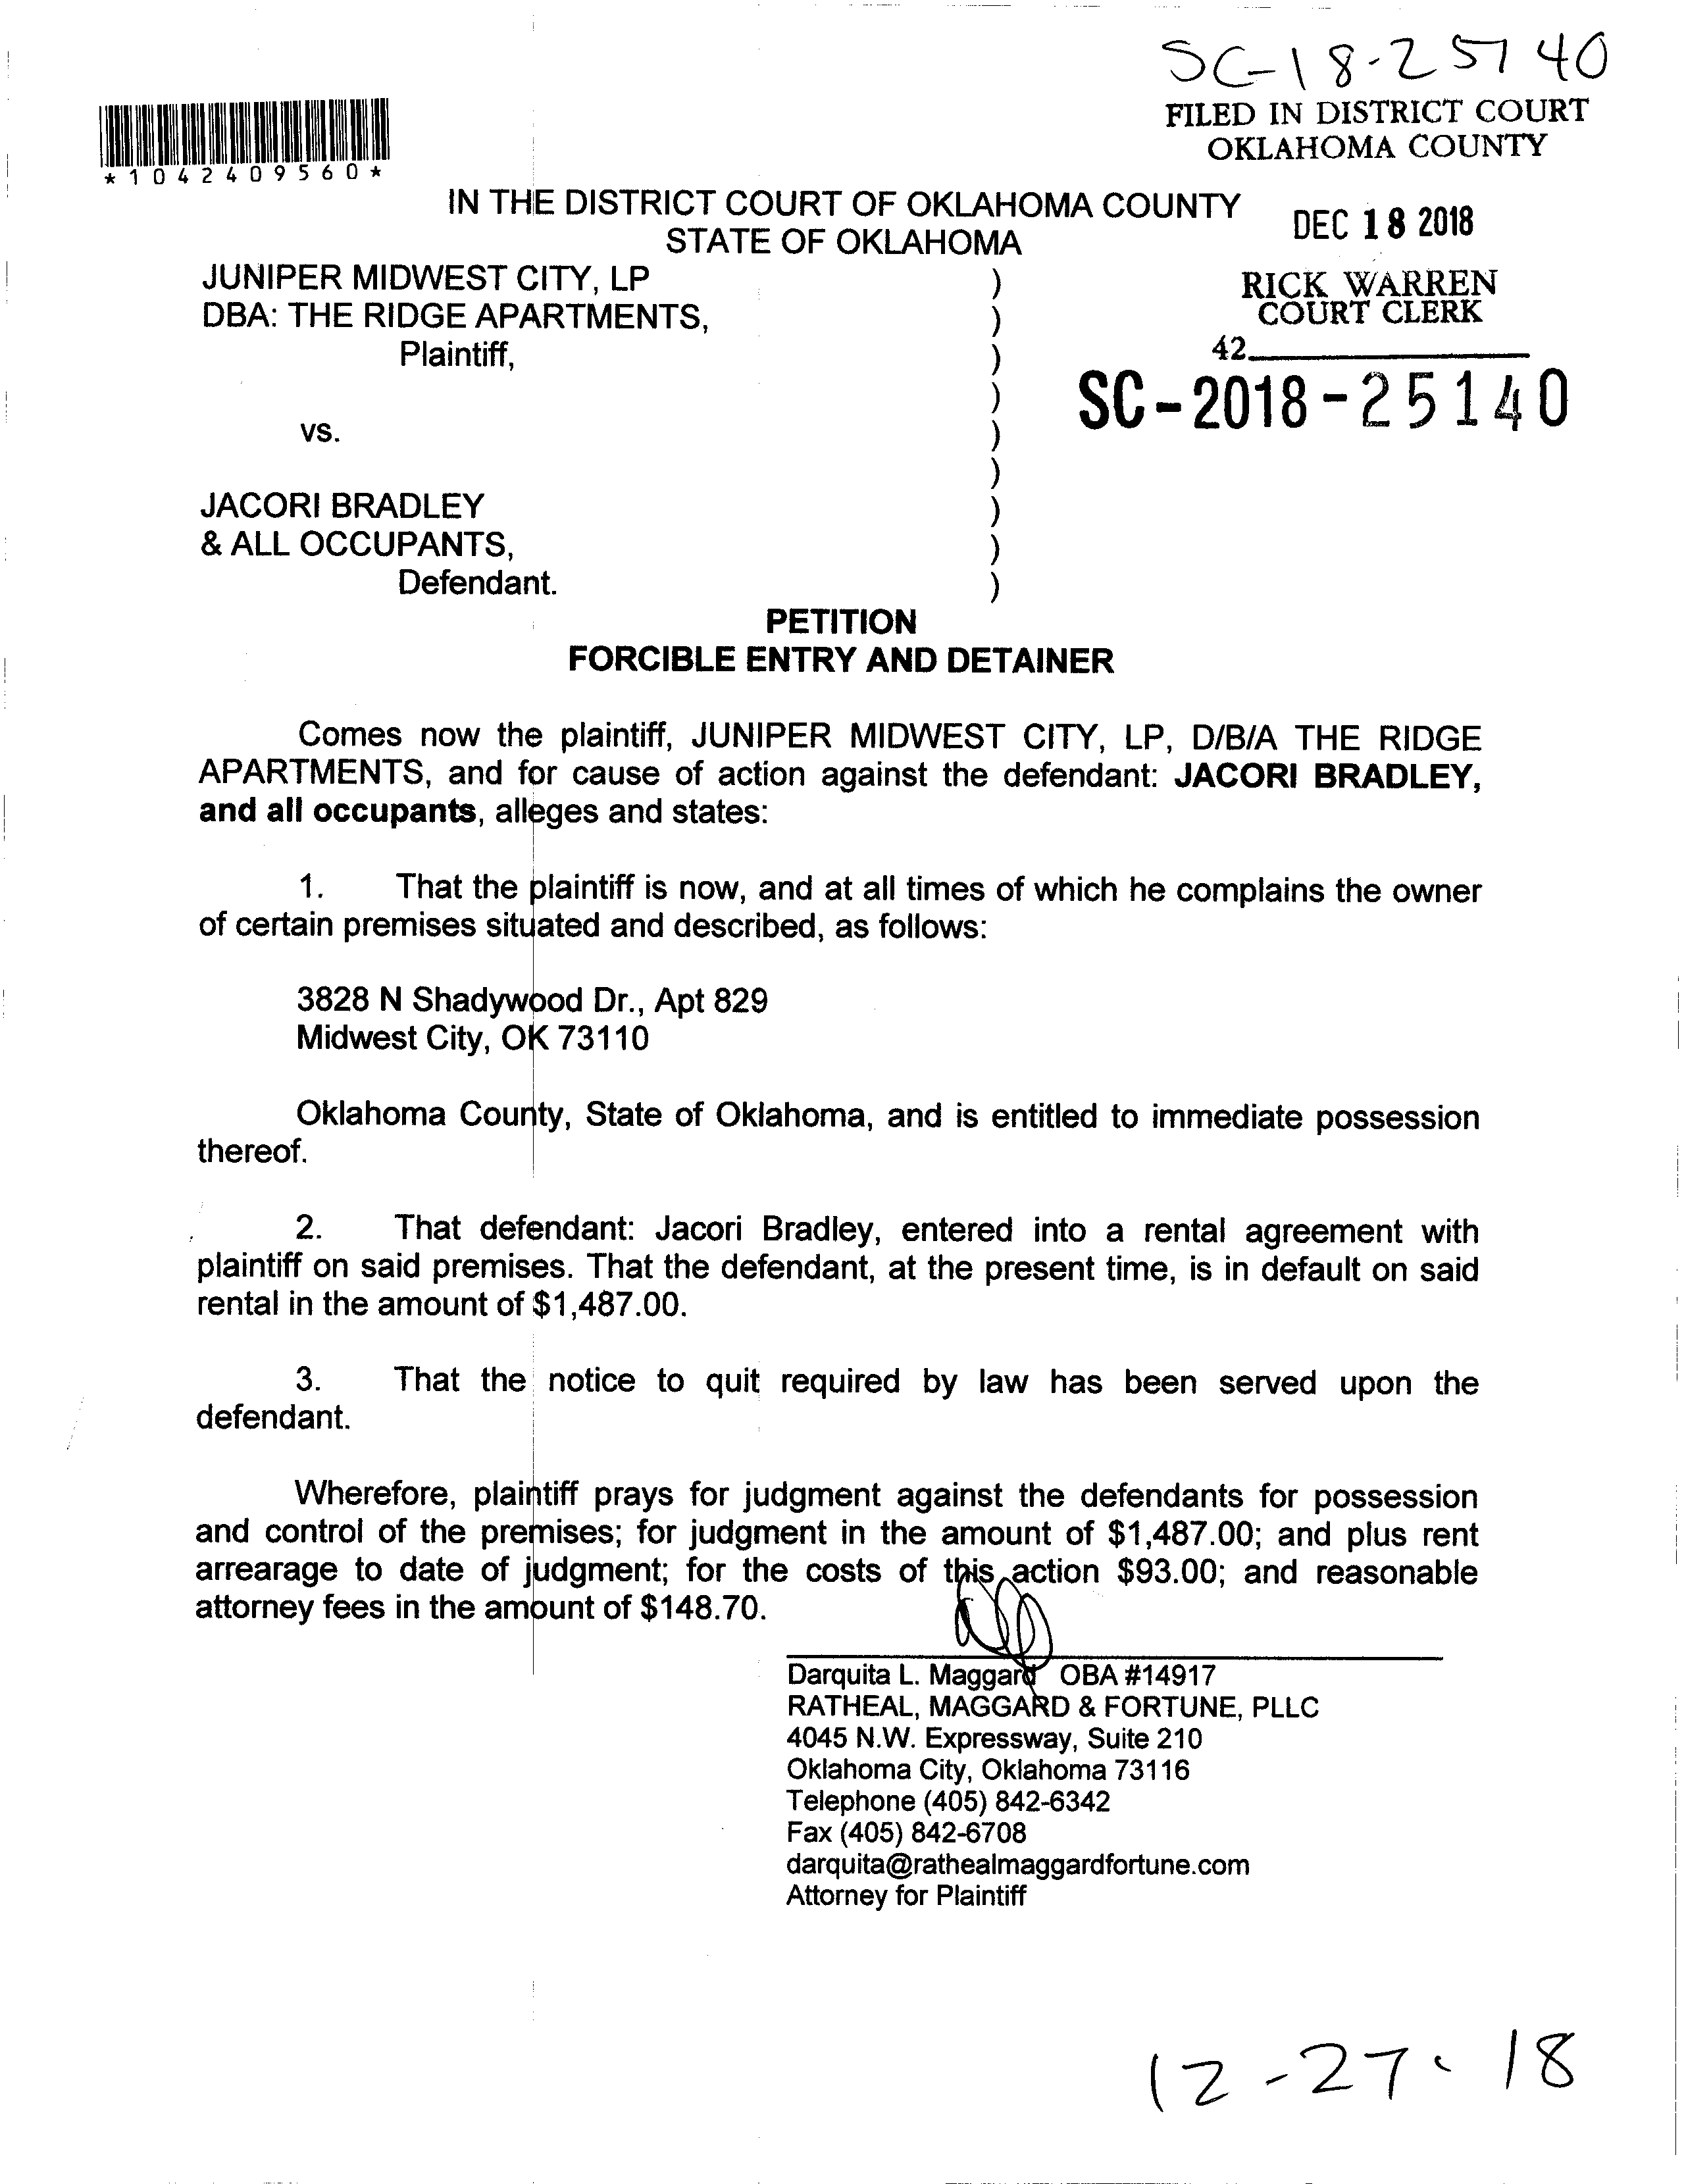 SC-18-25140
FILED IN DISTRICT COURT
OKLAHOMA COUNTY
*1042409560*
IN THE DISTRICT COURT OF OKLAHOMA COUNTY
STATE OF OKLAHOMA
DEC 18 2018
JUNIPER MIDWEST CITY, LP )
DBA: THE RIDGE APARTMENTS, )
Plaintiff, )
)
vs. )
)
JACORI BRADLEY )
& ALL OCCUPANTS, )
Defendant. )
RICK WARREN
COURT CLERK
42
SC-2018-25140
PETITION
FORCIBLE ENTRY AND DETAINER
Comes now the plaintiff, JUNIPER MIDWEST CITY, LP, D/B/A THE RIDGE
APARTMENTS, and for cause of action against the defendant: JACORI BRADLEY,
and all occupants, alleges and states:
1. That the plaintiff is now, and at all times of which he complains the owner
of certain premises situated and described, as follows:
3828 N Shadywood Dr., Apt 829
Midwest City, OK 73110
Oklahoma County, State of Oklahoma, and is entitled to immediate possession
thereof.
2. That defendant: Jacori Bradley, entered into a rental agreement with
plaintiff on said premises. That the defendant, at the present time, is in default on said
rental in the amount of $1,487.00.
3. That the notice to quit required by law has been served upon the
defendant.
Wherefore, plaintiff prays for judgment against the defendants for possession
and control of the premises; for judgment in the amount of $1,487.00; and plus rent
arrearage to date of judgment; for the costs of this action $93.00; and reasonable
attorney fees in the amount of $148.70.
Darquita L. Maggard OBA #14917
RATHEAL, MAGGARD & FORTUNE, PLLC
4045 N.W. Expressway, Suite 210
Oklahoma City, Oklahoma 73116
Telephone (405) 842-6342
Fax (405) 842-6708
darquita@rathealmaggardfortune.com
Attorney for Plaintiff
12-27-18